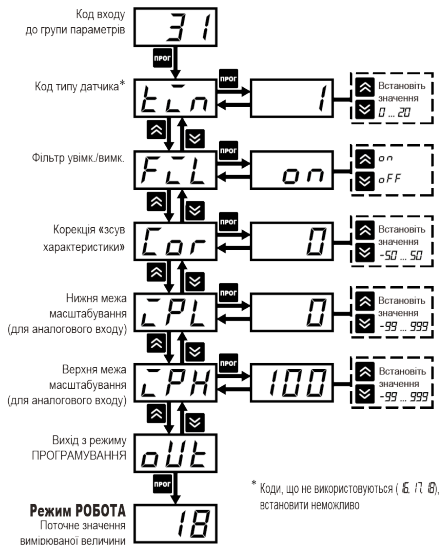 Код входу
до групи параметрів
31
ПРОГ
Код типу датчика*
t in
ПРОГ
1
Встановіть
значення
0 ... 20
Фільтр увімк./вимк.
FiL
ПРОГ
on
on
oFF
Корекція «зсув
характеристики»
Cor
ПРОГ
0
Встановіть
значення
-50 ... 50
Нижня межа
масштабування
(для аналогового входу)
iPL
ПРОГ
0
Встановіть
значення
-99 ... 999
Верхня межа
масштабування
(для аналогового входу)
iPH
ПРОГ
100
Встановіть
значення
-99 ... 999
Вихід з режиму
ПРОГРАМУВАННЯ
oUt
ПРОГ
Режим РОБОТА
Поточне значення
вимірюваної величини
18
* Коди, що не використовуються (16, 17, 18),
встановити неможливо